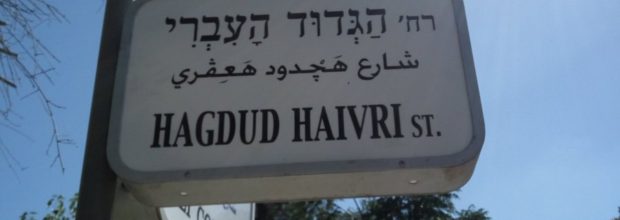 רח' הַגְּדוּד הָעִבְרִי
شارع هَچدود هَعِڤري
HAGDUD HAIVRI ST.